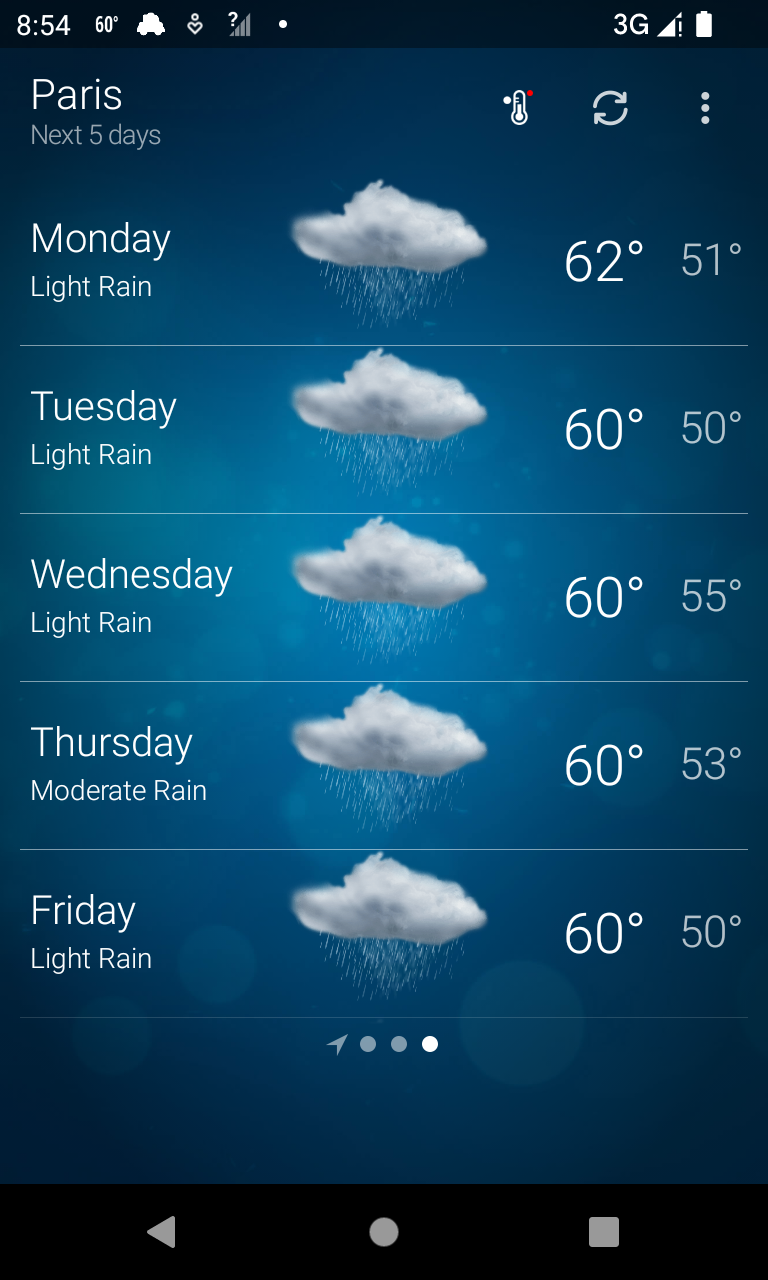 8:54 60° ? 3G
Paris
Next 5 days
Monday
Light Rain
62° 51°
Tuesday
Light Rain
60° 50°
Wednesday
Light Rain
60° 55°
Thursday
Moderate Rain
60° 53°
Friday
Light Rain
60° 50°